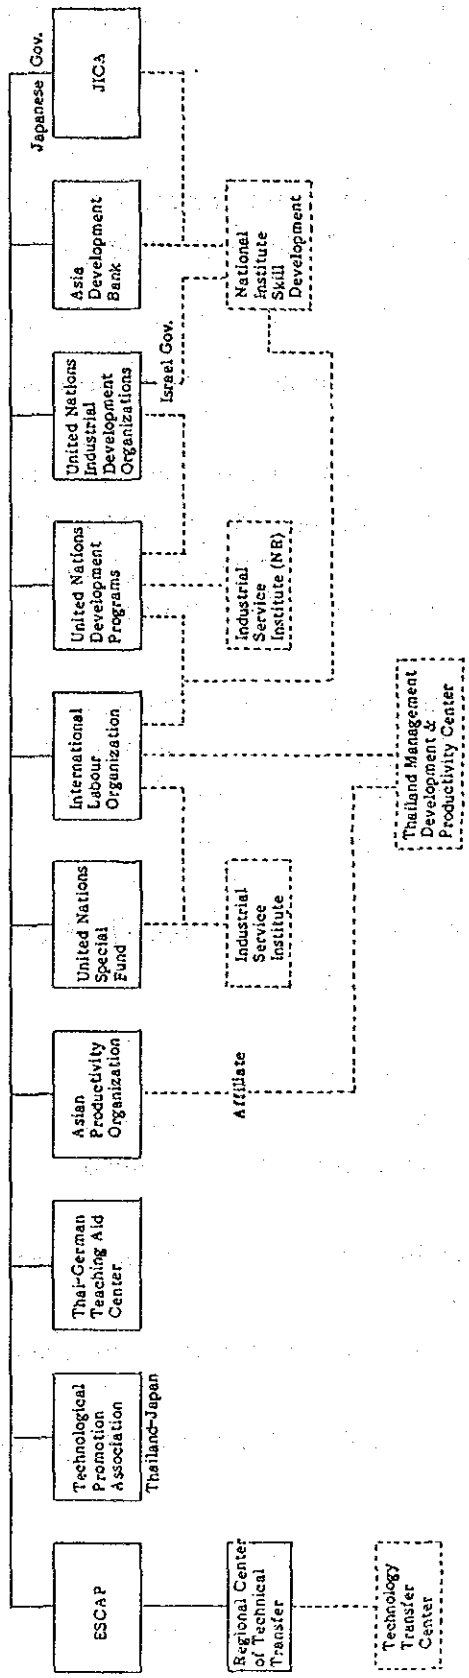 ESCAP
Technological
Promotion
Association
Thailand-Japan
Thai-German
Teaching Aid
Center
Asian
Productivity
Organization
United Nations
Special
Fund
International
Labour
Organization
United Nations
Development
Programs
United Nations
Industrial
Development
Organizations
Israel Gov.
Asia
Development
Bank
Japanese Gov.
JICA
Regional Center
of Technical
Transfer
Affiliate
Industrial
Service
Institute
Industrial
Service
Institute (NR)
National
Institute
Skill
Development
Technology
Transfer
Center
Thailand Management
Development &
Productivity Center